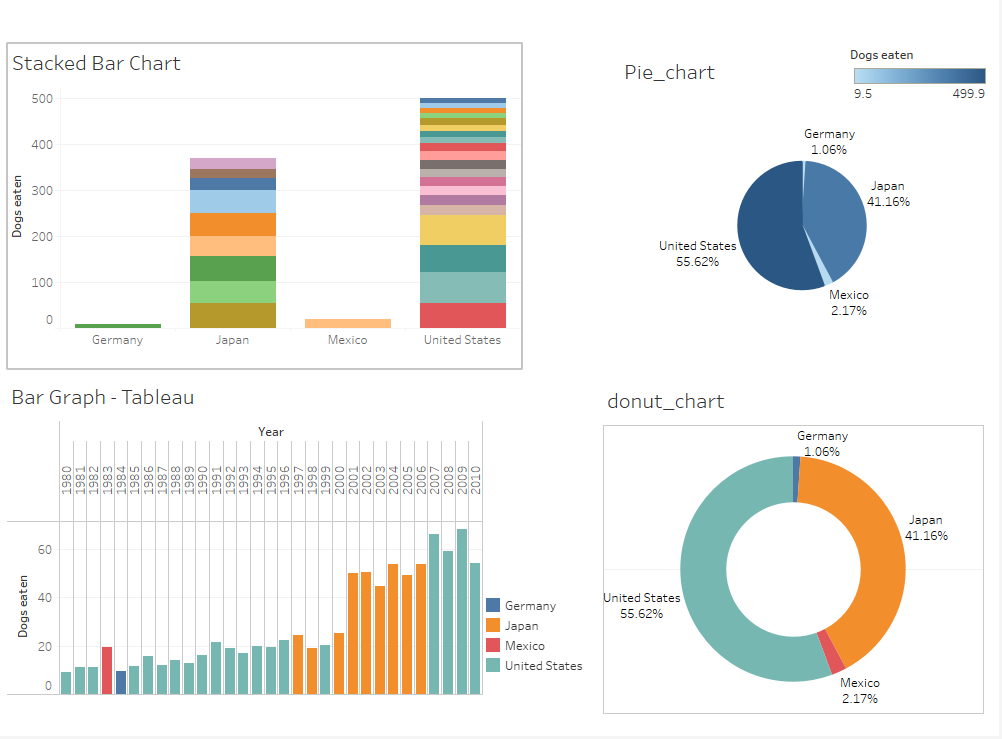 Stacked Bar Chart
Dogs eaten
500
400
300
200
100
0
Germany
Japan
Mexico
United States
Pie_chart
Dogs eaten
9.5
499.9
Germany
1.06%
Japan
41.16%
United States
55.62%
Mexico
2.17%
Bar Graph - Tableau
Year
1980
1981
1982
1983
1984
1985
1986
1987
1988
1989
1990
1991
1992
1993
1994
1995
1996
1997
1998
1999
2000
2001
2002
2003
2004
2005
2006
2007
2008
2009
2010
Dogs eaten
60
40
20
0
Germany
Japan
Mexico
United States
donut_chart
Germany
1.06%
Japan
41.16%
United States
55.62%
Mexico
2.17%